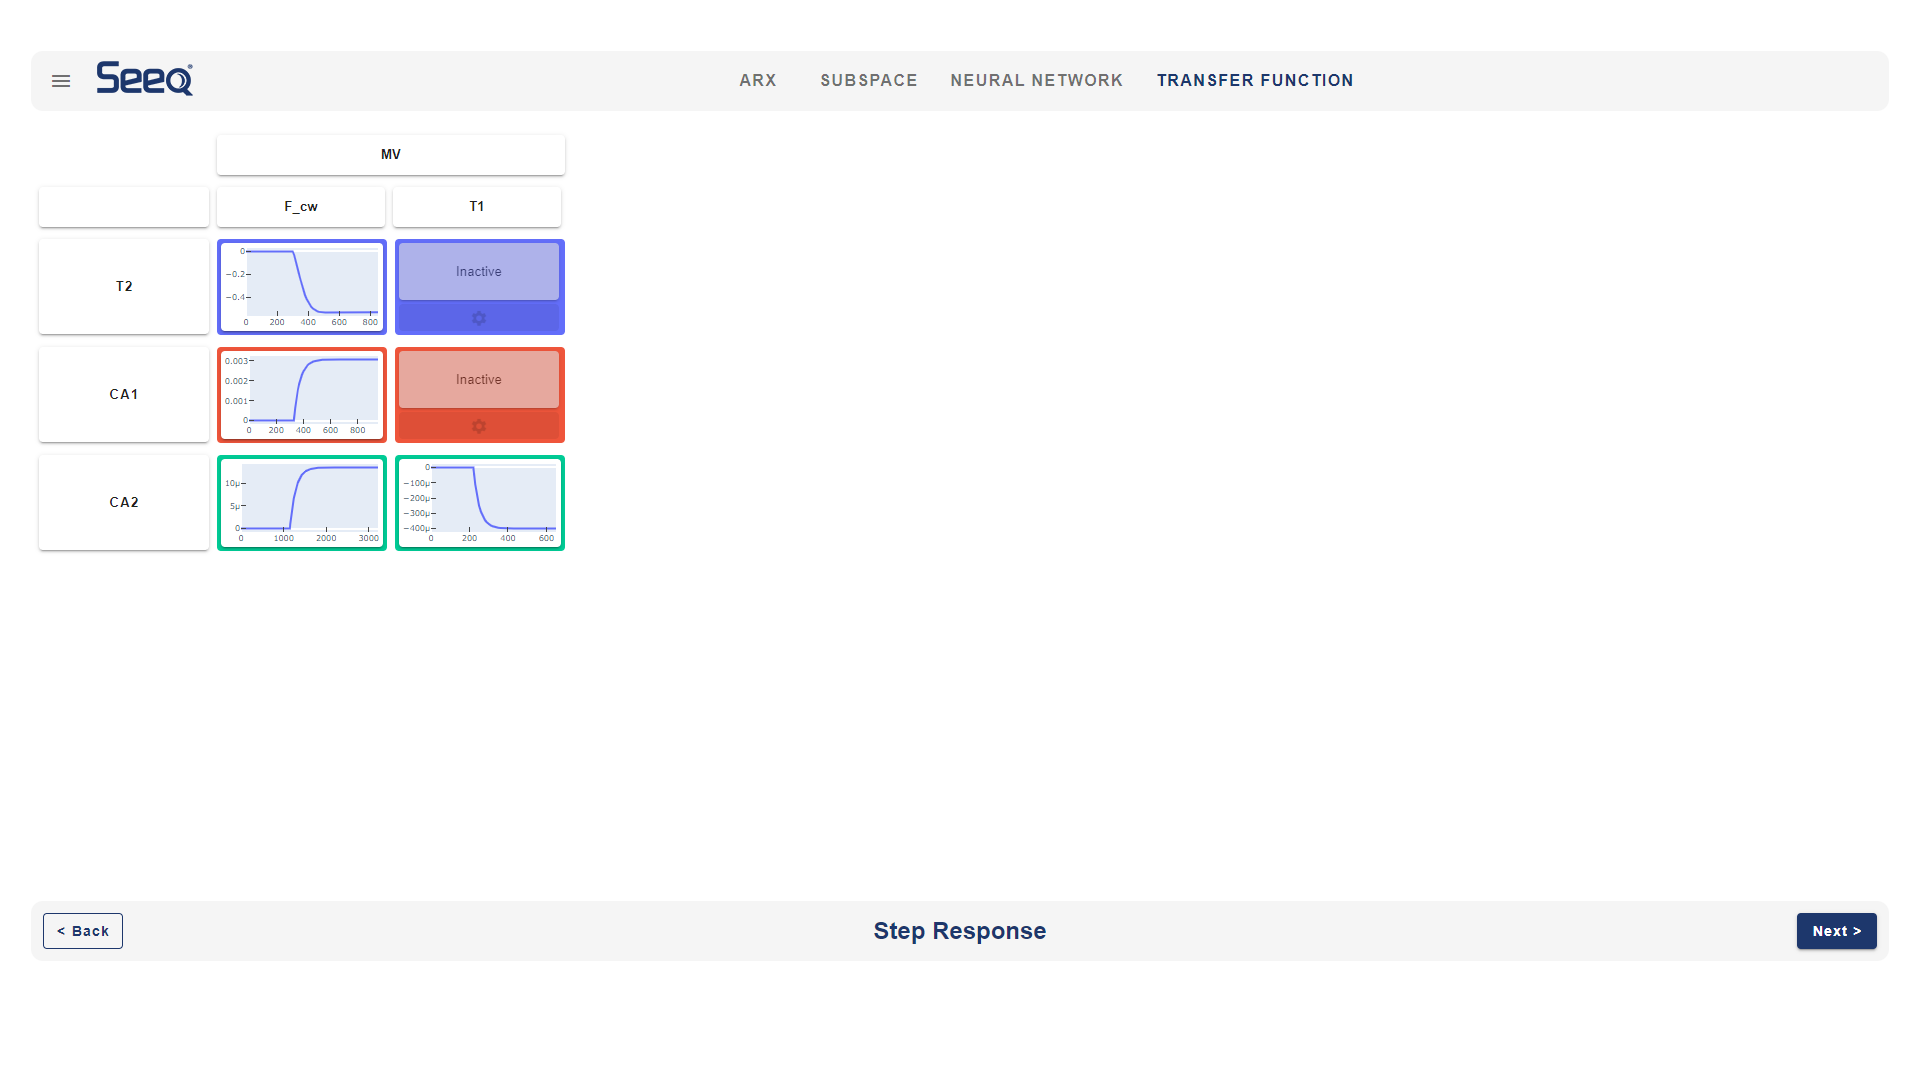 Seeq®
ARX SUBSPACE NEURAL NETWORK TRANSFER FUNCTION
MV
F_cw T1
T2
0
−0.2
−0.4
0 200 400 600 800
Inactive
CA1
0.003
0.002
0.001
0
0 200 400 600 800
Inactive
CA2
10μ
5μ
0
0 1000 2000 3000
0
−100μ
−200μ
−300μ
−400μ
0 200 400 600
< Back
Step Response
Next >